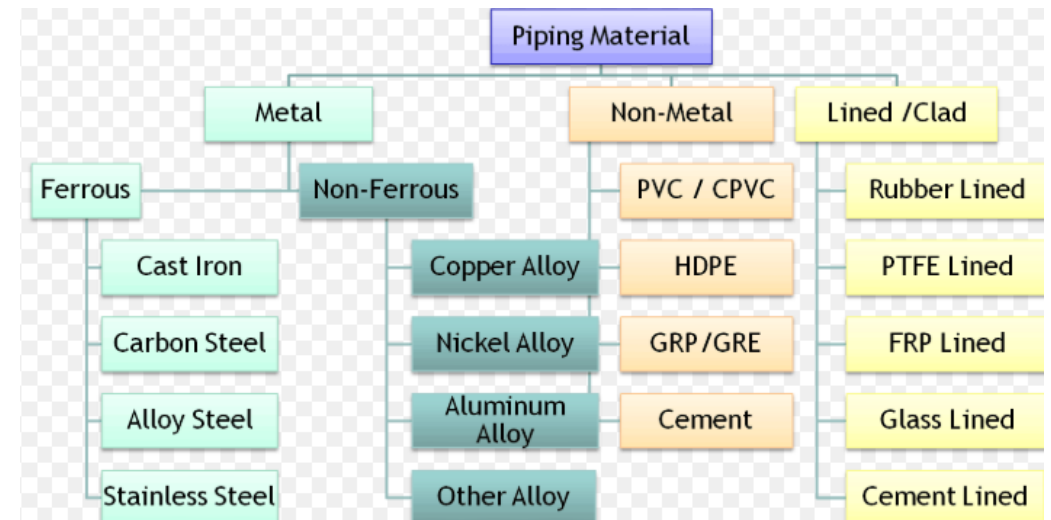 Piping Material
Metal
Non-Metal
Lined /Clad
Ferrous
Non-Ferrous
PVC / CPVC
Rubber Lined
Cast Iron
Copper Alloy
HDPE
PTFE Lined
Carbon Steel
Nickel Alloy
GRP/GRE
FRP Lined
Alloy Steel
Aluminum
Alloy
Cement
Glass Lined
Stainless Steel
Other Alloy
Cement Lined